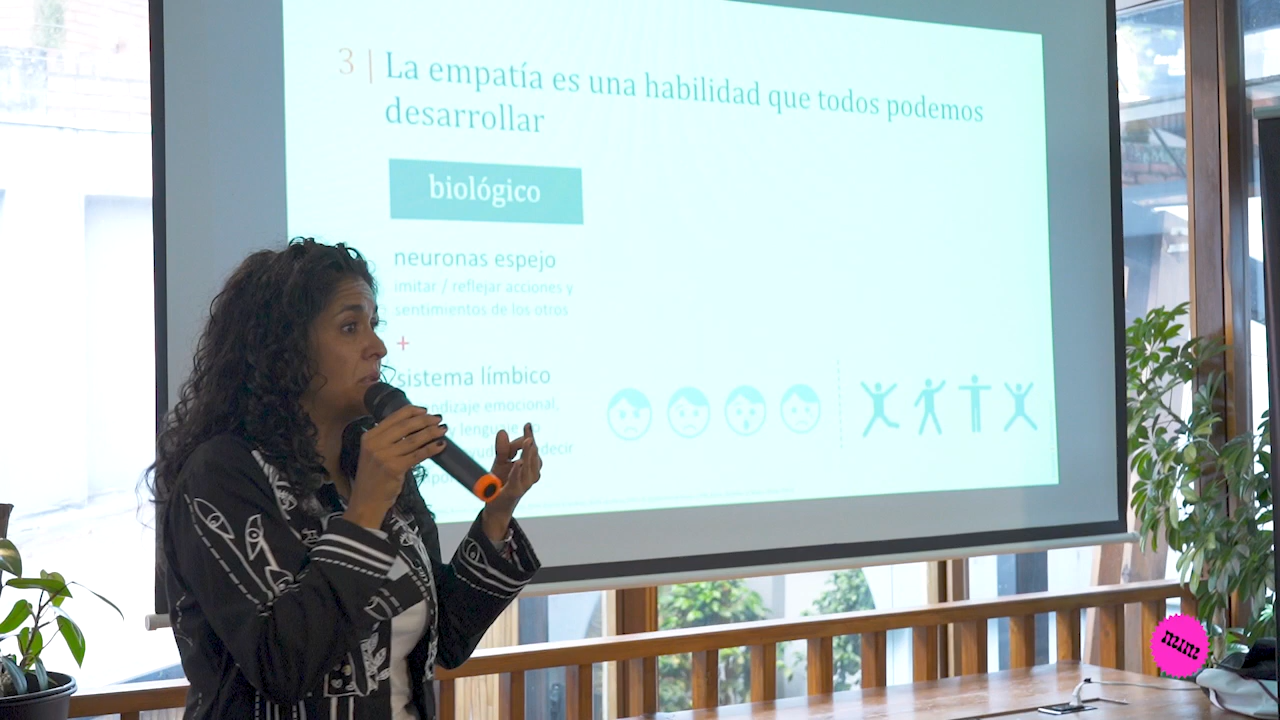 3 | La empatía es una habilidad que todos podemos
desarrollar
biológico
neuronas espejo
imitar / reflejar acciones y
sentimientos de los otros
+
sistema límbico
emocional,
y